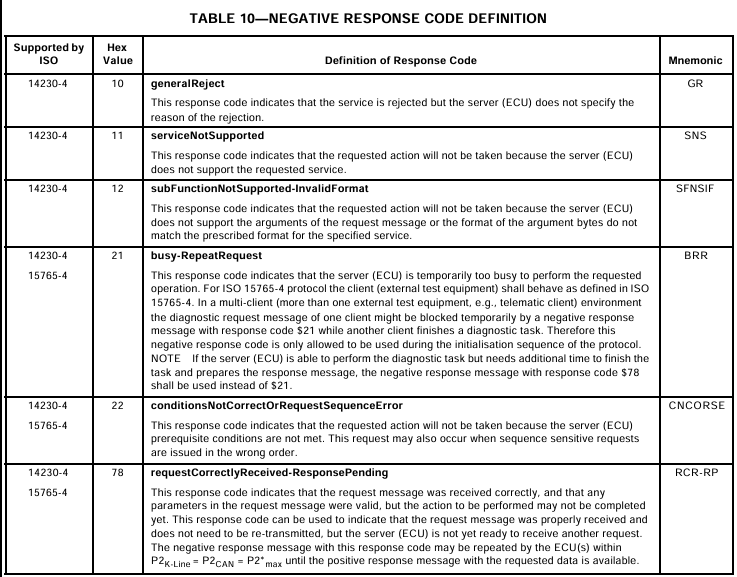 TABLE 10—NEGATIVE RESPONSE CODE DEFINITION
Supported by ISO Hex Value Definition of Response Code Mnemonic
14230-4 10 generalReject GR
This response code indicates that the service is rejected but the server (ECU) does not specify the
reason of the rejection.
14230-4 11 serviceNotSupported SNS
This response code indicates that the requested action will not be taken because the server (ECU)
does not support the requested service.
14230-4 12 subFunctionNotSupported-InvalidFormat SFNSIF
This response code indicates that the requested action will not be taken because the server (ECU)
does not support the arguments of the request message or the format of the argument bytes do not
match the prescribed format for the specified service.
14230-4 21 busy-RepeatRequest BRR
15765-4 This response code indicates that the server (ECU) is temporarily too busy to perform the requested
operation. For ISO 15765-4 protocol the client (external test equipment) shall behave as defined in ISO
15765-4. In a multi-client (more than one external test equipment, e.g., telematic client) environment
the diagnostic request message of one client might be blocked temporarily by a negative response
message with response code $21 while another client finishes a diagnostic task. Therefore this
negative response code is only allowed to be used during the initialisation sequence of the protocol.
NOTE If the server (ECU) is able to perform the diagnostic task but needs additional time to finish the
task and prepares the response message, the negative response message with response code $78
shall be used instead of $21.
14230-4 22 conditionsNotCorrectOrRequestSequenceError CNCORSE
15765-4 This response code indicates that the requested action will not be taken because the server (ECU)
prerequisite conditions are not met. This request may also occur when sequence sensitive requests
are issued in the wrong order.
14230-4 78 requestCorrectlyReceived-ResponsePending RCR-RP
15765-4 This response code indicates that the request message was received correctly, and that any
parameters in the request message were valid, but the action to be performed may not be completed
yet. This response code can be used to indicate that the request message was properly received and
does not need to be re-transmitted, but the server (ECU) is not yet ready to receive another request.
The negative response message with this response code may be repeated by the ECU(s) within
P2K-Line = P2CAN = P2*max until the positive response message with the requested data is available.